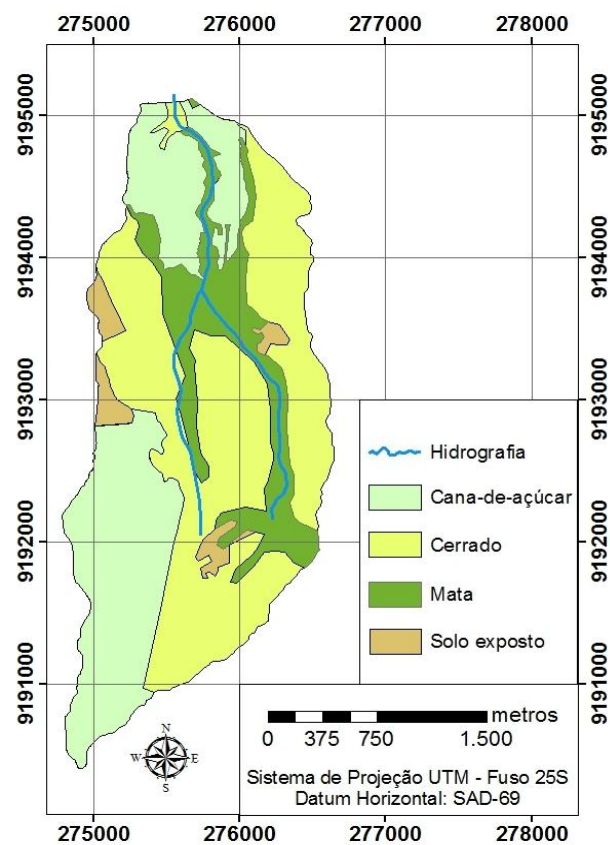 275000 276000 277000 278000
9195000
9195000
9194000
9194000
9193000
9193000
9192000
9192000
9191000
9191000
Hidrografia
Cana-de-açúcar
Cerrado
Mata
Solo exposto
N
W E
S
metros
0 375 750 1.500
Sistema de Projeção UTM - Fuso 25S
Datum Horizontal: SAD-69
275000 276000 277000 278000